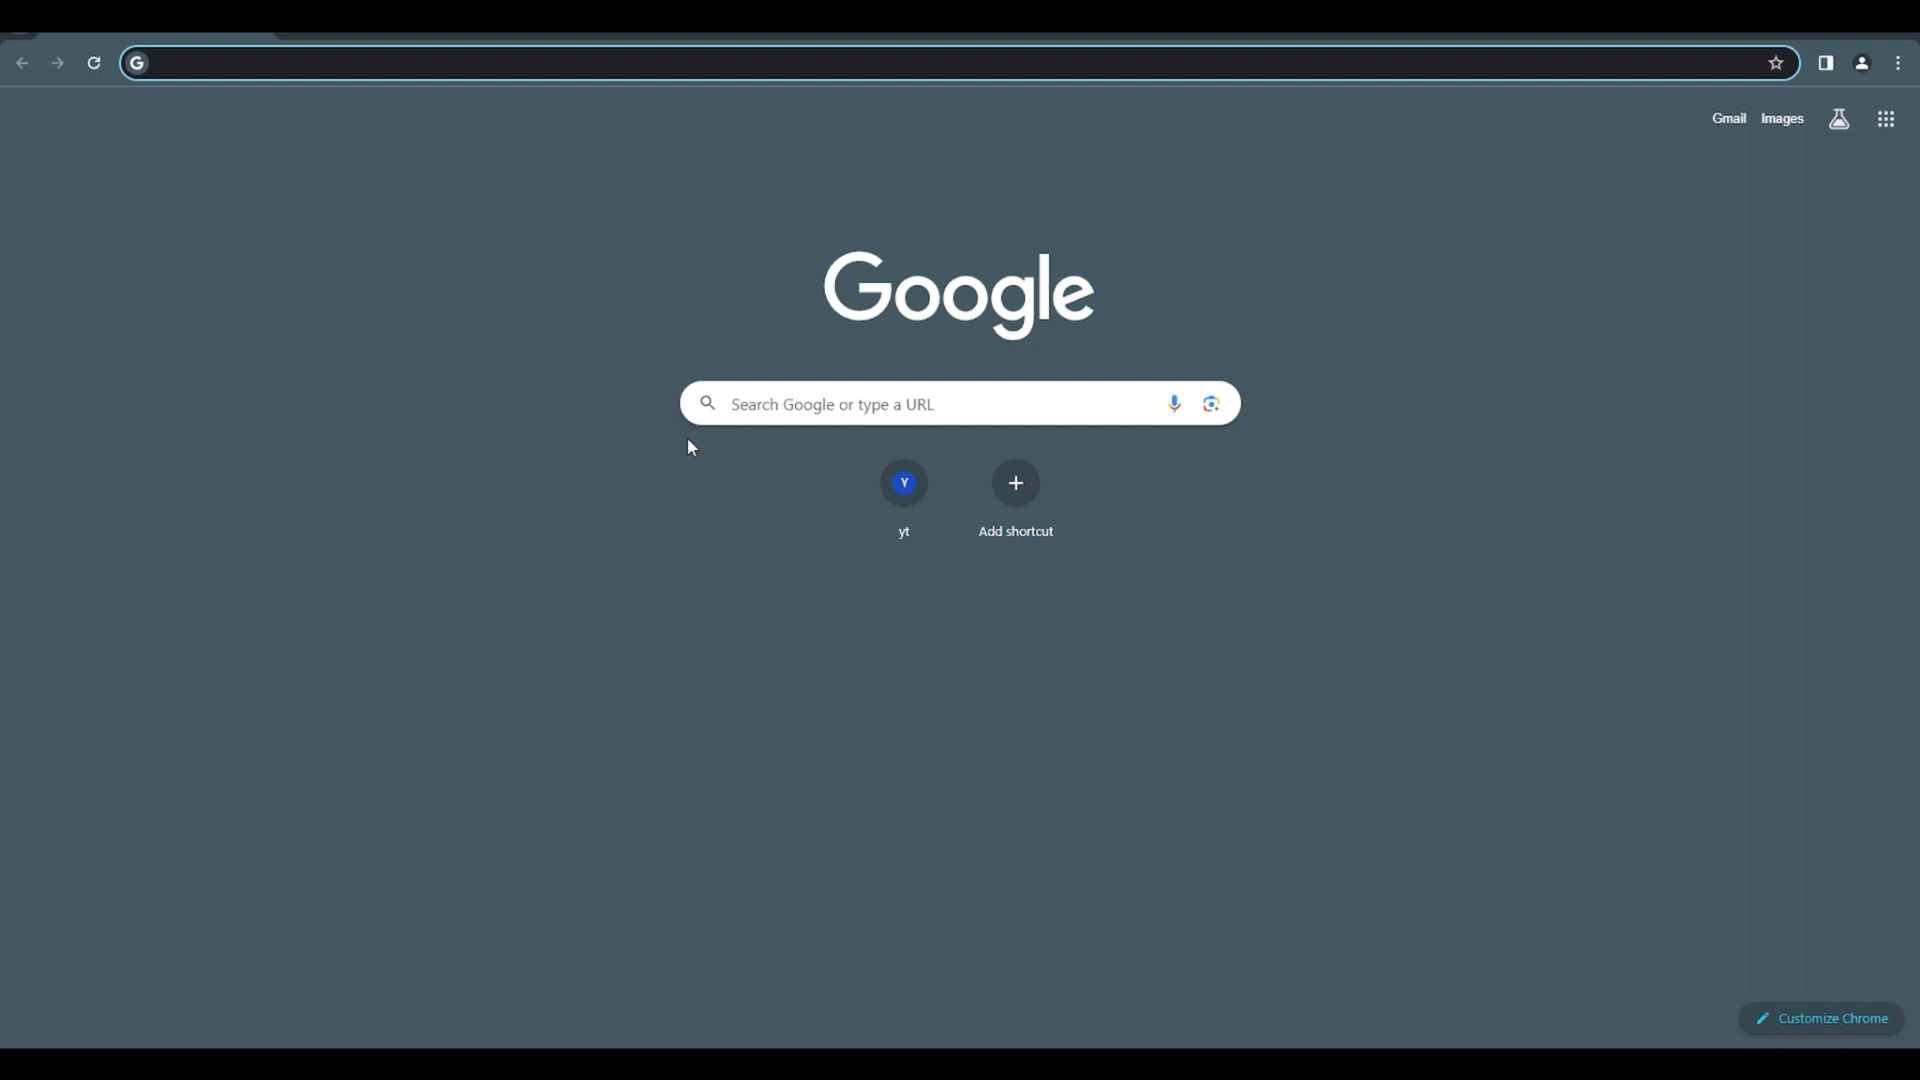 G
Gmail Images
Google
Search Google or type a URL
Y
yt
Add shortcut
Customize Chrome